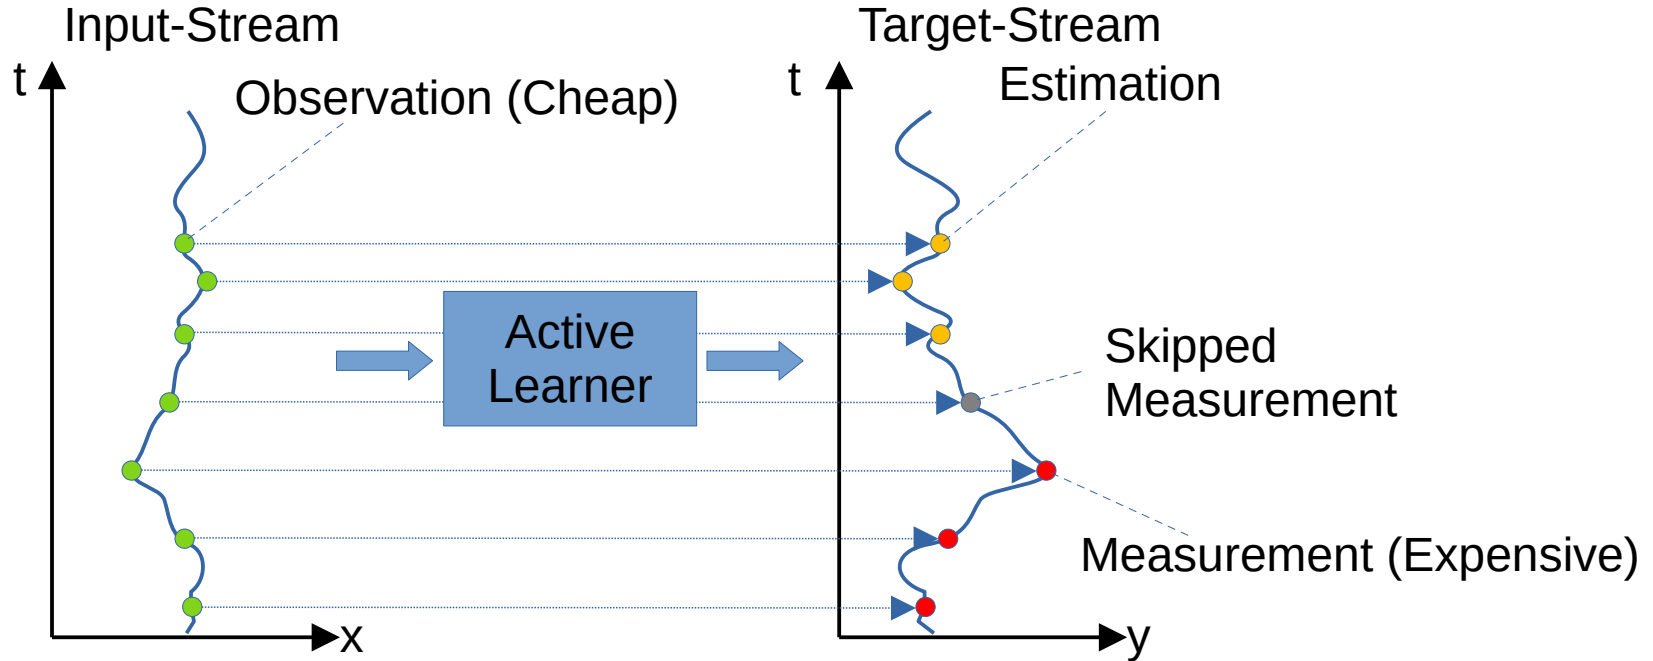 Input-Stream
Target-Stream
t
Observation (Cheap)
t
Estimation
Active
Learner
Skipped
Measurement
Measurement (Expensive)
x
y